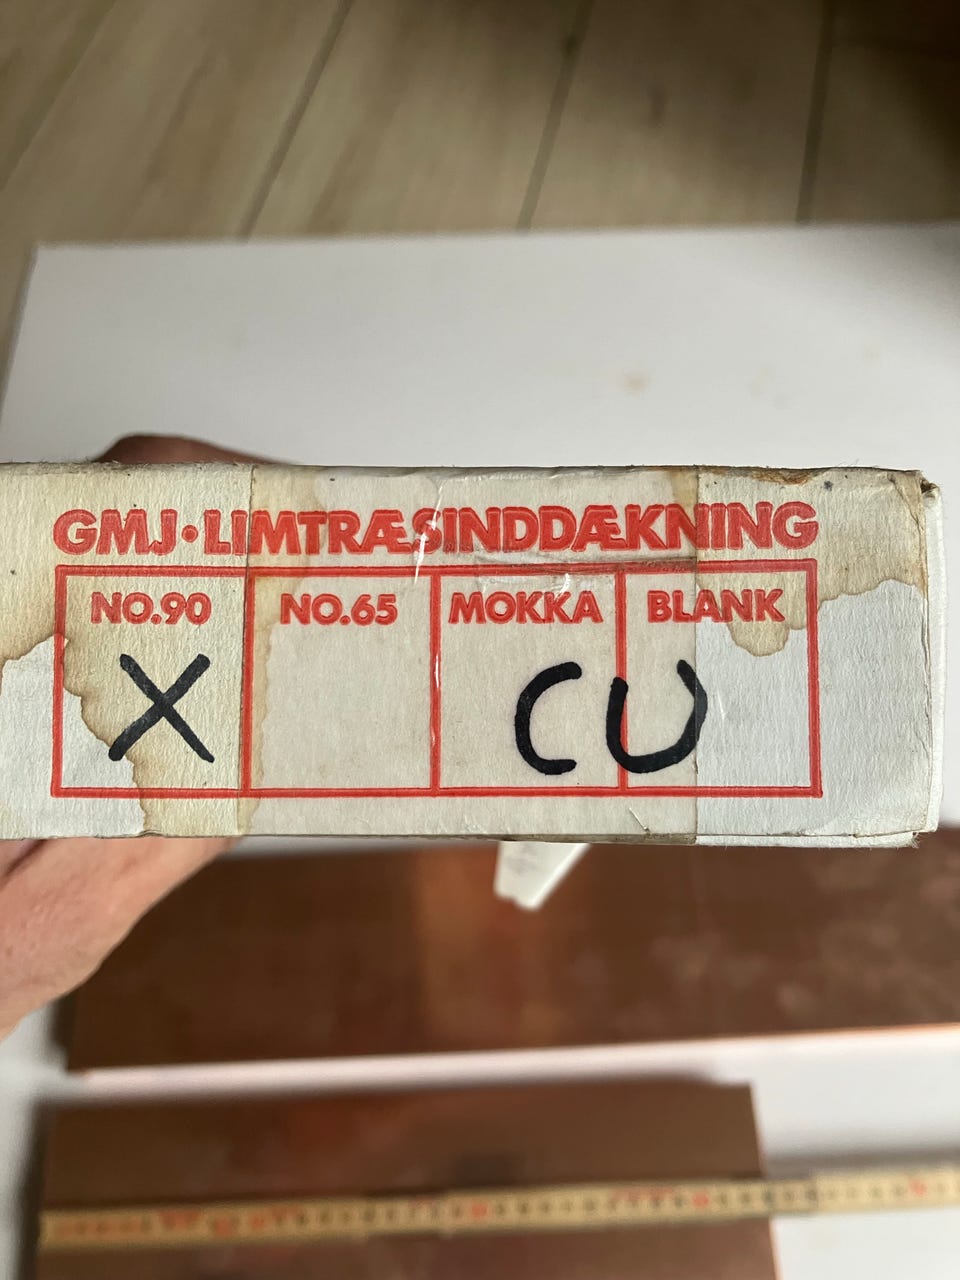 GMJ·LIMTRÆSINDDÆKNING
NO.90 NO.65 MOKKA BLANK
X CU